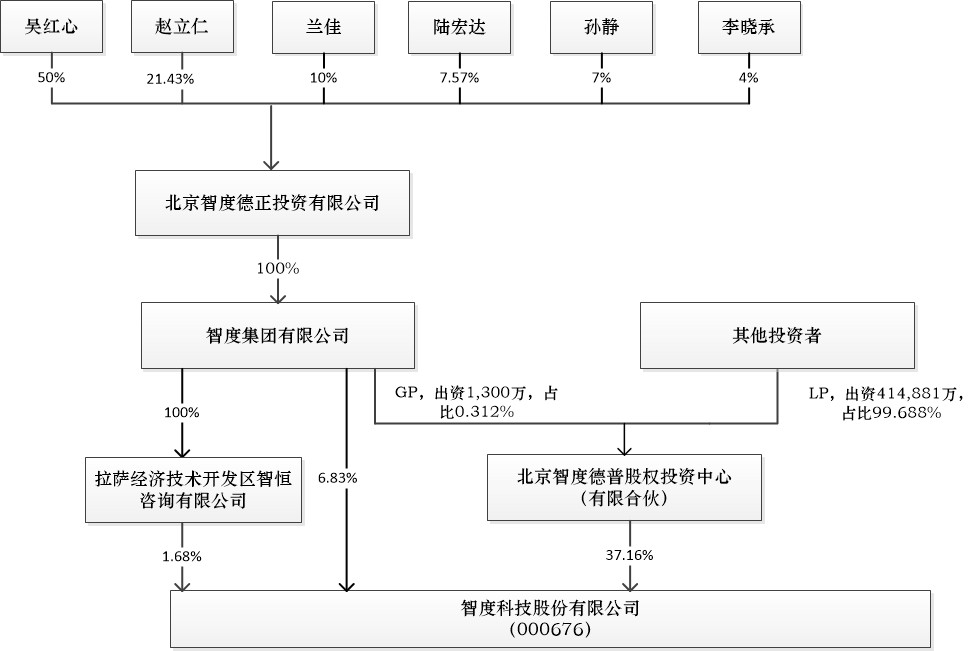 吴红心
赵立仁
兰佳
陆宏达
孙静
李晓承
50%
21.43%
10%
7.57%
7%
4%
北京智度德正投资有限公司
100%
智度集团有限公司
其他投资者
GP，出资1,300万，占
比0.312%
LP，出资414,881万，
占比99.688%
100%
拉萨经济技术开发区智恒
咨询有限公司
6.83%
北京智度德普股权投资中心
（有限合伙）
1.68%
37.16%
智度科技股份有限公司
（000676）